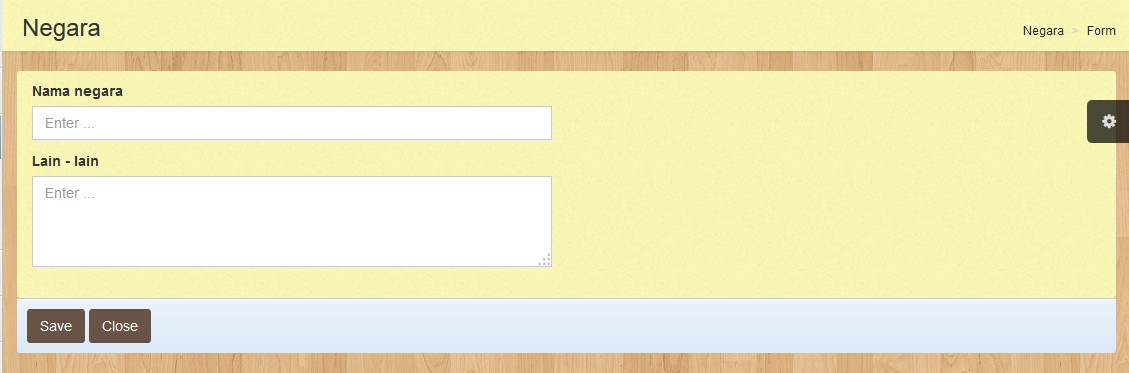 Negara
Negara > Form
Nama negara
Enter ...
Lain - lain
Enter ...
Save Close